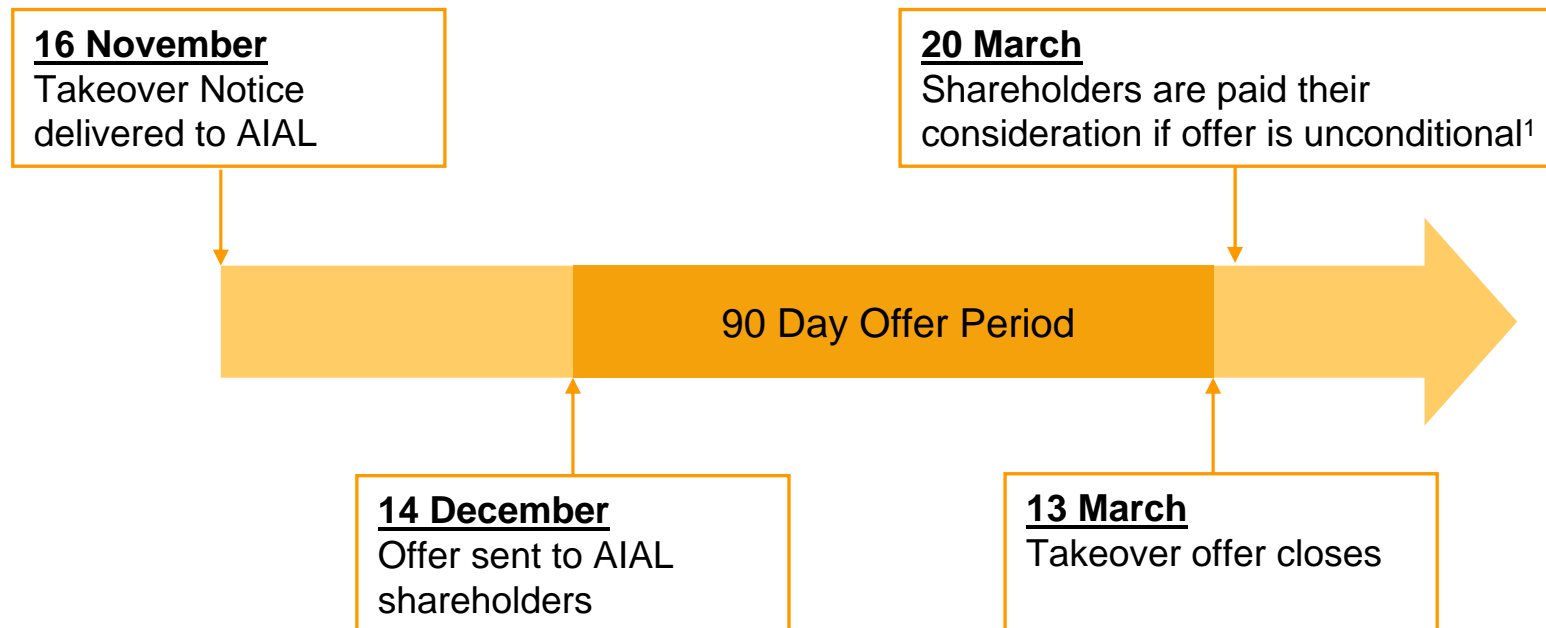 16 November
Takeover Notice
delivered to AIAL
20 March
Shareholders are paid their
consideration if offer is unconditional¹
90 Day Offer Period
14 December
Offer sent to AIAL
shareholders
13 March
Takeover offer closes